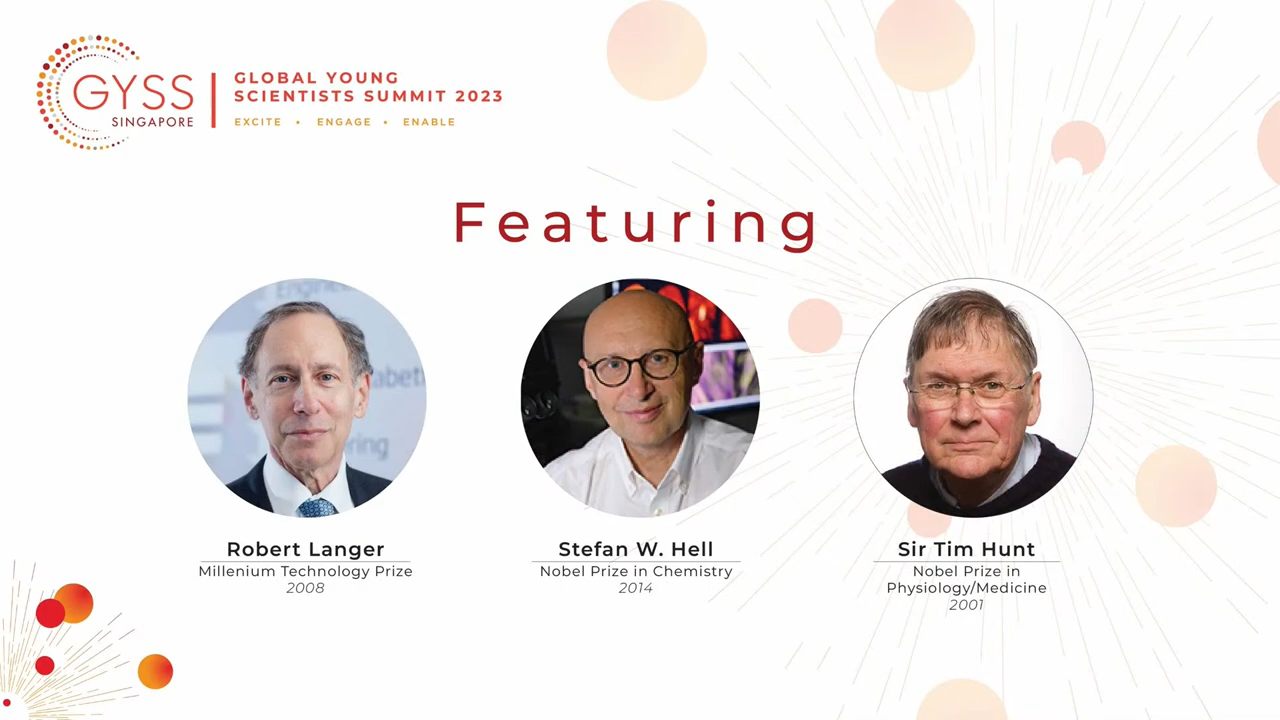 GYSS
SINGAPORE
GLOBAL YOUNG
SCIENTISTS SUMMIT 2023
EXCITE • ENGAGE • ENABLE
Featuring
Robert Langer
Millenium Technology Prize
2008
Stefan W. Hell
Nobel Prize in Chemistry
2014
Sir Tim Hunt
Nobel Prize in
Physiology/Medicine
2001